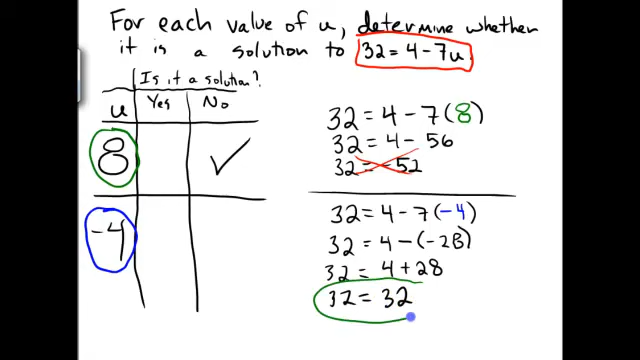 For each value of u, determine whether
it is a solution to 32 = 4 - 7u.
Is it a solution?
u Yes No
8 ✓
-4
32 = 4 - 7(8)
32 = 4 - 56
32 = -52
32 = 4 - 7(-4)
32 = 4 - (-28)
32 = 4 + 28
32 = 32